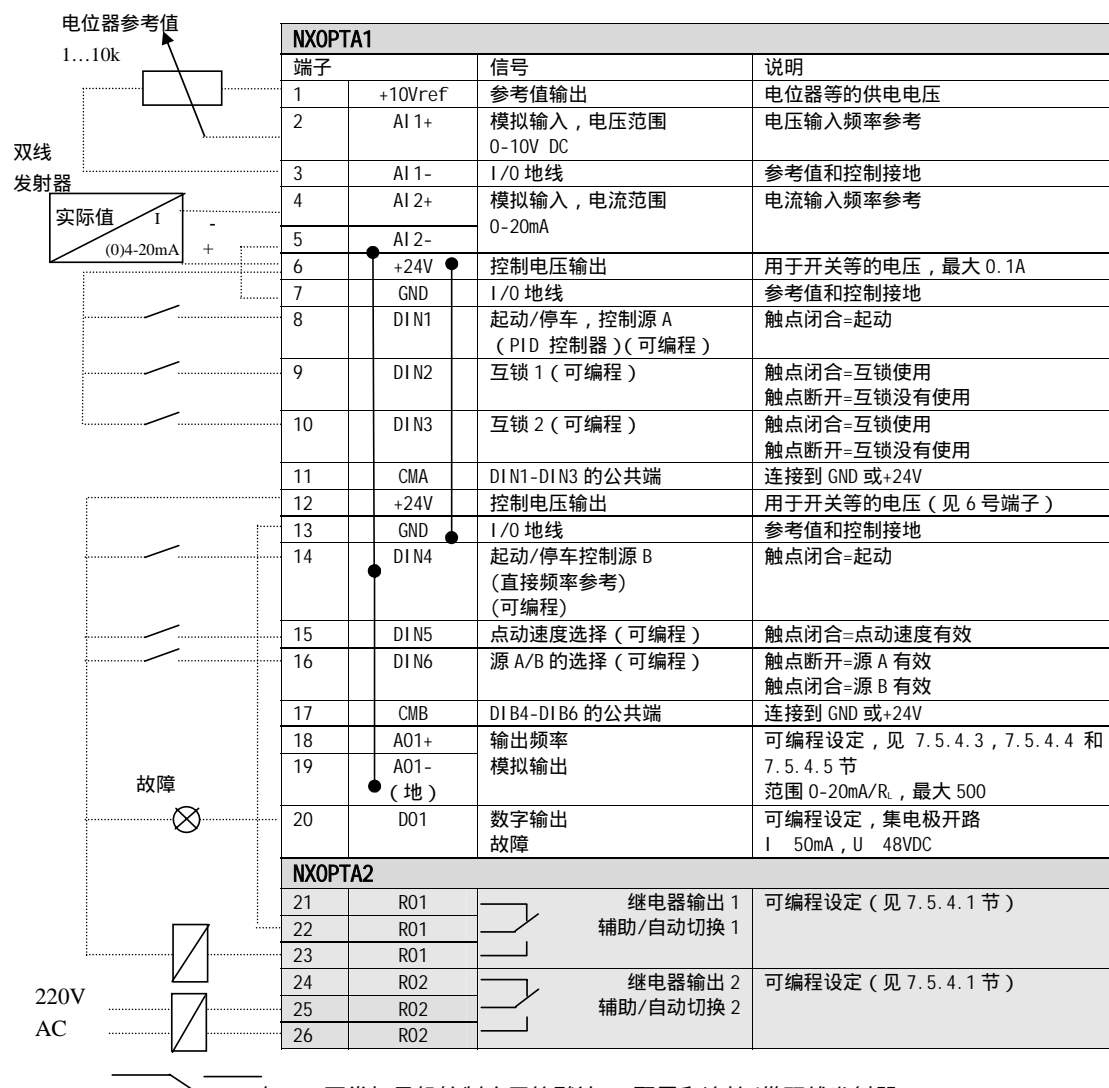 电位器参考值
1…10k
双线
发射器
实际值 I
(0)4-20mA
-
+
故障
220V
AC
NXOPTA1
端子 信号 说明
1 +10Vref 参考值输出 电位器等的供电电压
2 AI1+ 模拟输入，电压范围 电压输入频率参考
0-10V DC
3 AI1- I/O 地线 参考值和控制接地
4 AI2+ 模拟输入，电流范围 电流输入频率参考
0-20mA
5 AI2-
6 +24V 控制电压输出 用于开关等的电压，最大 0.1A
7 GND I/O 地线 参考值和控制接地
8 DIN1 起动/停车，控制源 A 触点闭合=起动
（PID 控制器）(可编程）
9 DIN2 互锁 1（可编程） 触点闭合=互锁使用
触点断开=互锁没有使用
10 DIN3 互锁 2（可编程） 触点闭合=互锁使用
触点断开=互锁没有使用
11 CMA DIN1-DIN3 的公共端 连接到 GND 或+24V
12 +24V 控制电压输出 用于开关等的电压（见 6 号端子）
13 GND I/O 地线 参考值和控制接地
14 DIN4 起动/停车控制源 B 触点闭合=起动
(直接频率参考)
(可编程)
15 DIN5 点动速度选择（可编程） 触点闭合=点动速度有效
16 DIN6 源 A/B 的选择（可编程） 触点断开=源 A 有效
触点闭合=源 B 有效
17 CMB DIB4-DIB6 的公共端 连接到 GND 或+24V
18 AO1+ 输出频率 可编程设定，见 7.5.4.3，7.5.4.4 和
19 AO1- 模拟输出 7.5.4.5 节
（地） 范围 0-20mA/RL，最大 500
20 DO1 数字输出 可编程设定，集电极开路
故障 I 50mA，U 48VDC
NXOPTA2
21 RO1 继电器输出 1 可编程设定（见 7.5.4.1 节）
22 RO1 辅助/自动切换 1
23 RO1
24 RO2 继电器输出 2 可编程设定（见 7.5.4.1 节）
25 RO2 辅助/自动切换 2
26 RO2